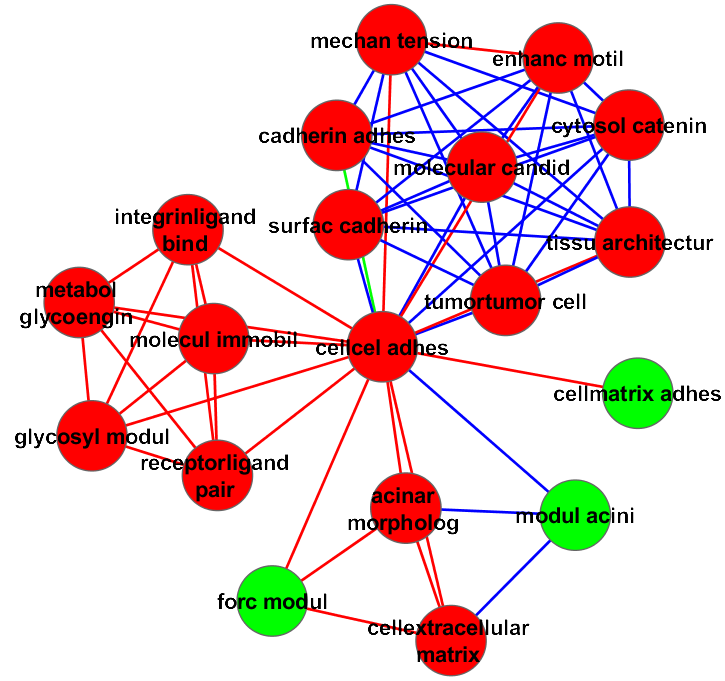 mechan tension
enhanc motil
cytosol catenin
cadherin adhes
molecular candid
integrinligand
bind
surfac cadherin
tissu architectur
metabol
glycoengin
tumortumor cell
molecul immobil
cellcel adhes
cellmatrix adhes
glycosyl modul
receptorligand
pair
acinar
morpholog
modul acini
forc modul
cellextracellular
matrix